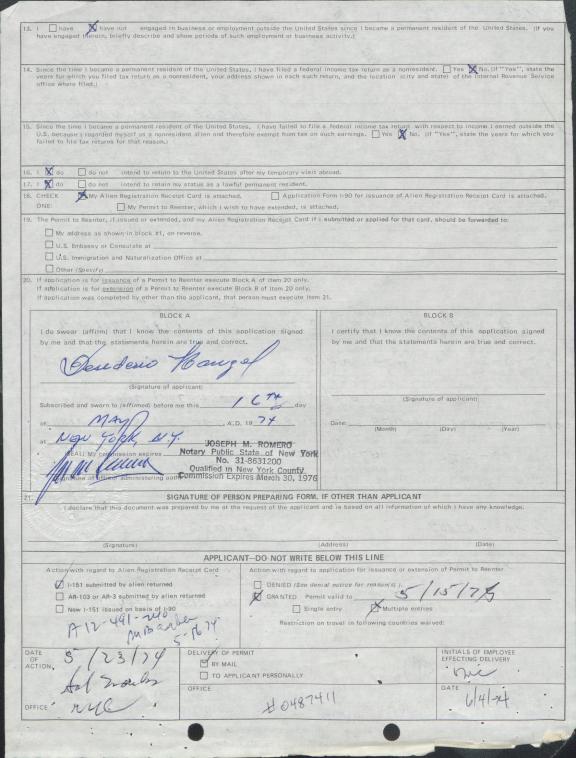 13. I ☐ have ☒ have not engaged in business or employment outside the United States since I became a permanent resident of the United States. (If you
have engaged therein, briefly describe and show periods of such employment or business activity.)
14. Since the time I became a permanent resident of the United States, I have filed a federal income tax return as a nonresident. ☐ Yes ☒ No. (If "Yes", state the
years for which you filed tax return as a nonresident, your address shown in each such return, and the location (city and state) of the Internal Revenue Service
office where filed.)
15. Since the time I became a permanent resident of the United States, I have failed to file a federal income tax return with respect to income I earned outside the
U.S. because I regarded myself as a nonresident alien and therefore exempt from tax on such earnings. ☐ Yes ☒ No. (If "Yes", state the years for which you
failed to file tax returns for that reason.)
16. I ☒ do ☐ do not intend to return to the United States after my temporary visit abroad.
17. I ☒ do ☐ do not intend to retain my status as a lawful permanent resident.
18. CHECK ☒ My Alien Registration Receipt Card is attached. ☐ Application Form I-90 for issuance of Alien Registration Receipt Card is attached.
ONE: ☐ My Permit to Reenter, which I wish to have extended, is attached.
19. The Permit to Reenter, if issued or extended, and my Alien Registration Receipt Card if I submitted or applied for that card, should be forwarded to:
☐ My address as shown in block #1, on reverse.
☐ U.S. Embassy or Consulate at
☐ U.S. Immigration and Naturalization Office at
☐ Other (Specify)
20. If application is for issuance of a Permit to Reenter execute Block A of item 20 only.
If application is for extension of a Permit to Reenter execute Block B of item 20 only.
If application was completed by other than the applicant, that person must execute item 21.
BLOCK A
I do swear (affirm) that I know the contents of this application signed
by me and that the statements herein are true and correct.
Desiderio Hangel
(Signature of applicant)
Subscribed and sworn to (affirmed) before me this 16TH day
of MAY A.D. 1974
at New York, N.Y.
(SEAL) My commission expires
(Signature of officer administering oath)
JOSEPH M. ROMERO
Notary Public State of New York
No. 31-8631200
Qualified in New York County
Commission Expires March 30, 1976
BLOCK B
I certify that I know the contents of this application signed
by me and that the statements herein are true and correct.
(Signature of applicant)
Date:
(Month) (Day) (Year)
21. SIGNATURE OF PERSON PREPARING FORM, IF OTHER THAN APPLICANT
I declare that this document was prepared by me at the request of the applicant and is based on all information of which I have any knowledge.
(Signature) (Address) (Date)
APPLICANT—DO NOT WRITE BELOW THIS LINE
Action with regard to Alien Registration Receipt Card
☑ I-151 submitted by alien returned
☐ AR-103 or AR-3 submitted by alien returned
☐ New I-151 issued on basis of I-90
A12-491-240
Action with regard to application for issuance or extension of Permit to Reenter
☐ DENIED (See denial notice for reason(s).)
☒ GRANTED Permit valid to 5/15/75
☐ Single entry ☒ Multiple entries
Restriction on travel in following countries waived:
DATE
OF
ACTION 5/23/74
OFFICE NYC
DELIVERY OF PERMIT
☑ BY MAIL
☐ TO APPLICANT PERSONALLY
OFFICE
#0487411
INITIALS OF EMPLOYEE
EFFECTING DELIVERY
DATE
6/4/74